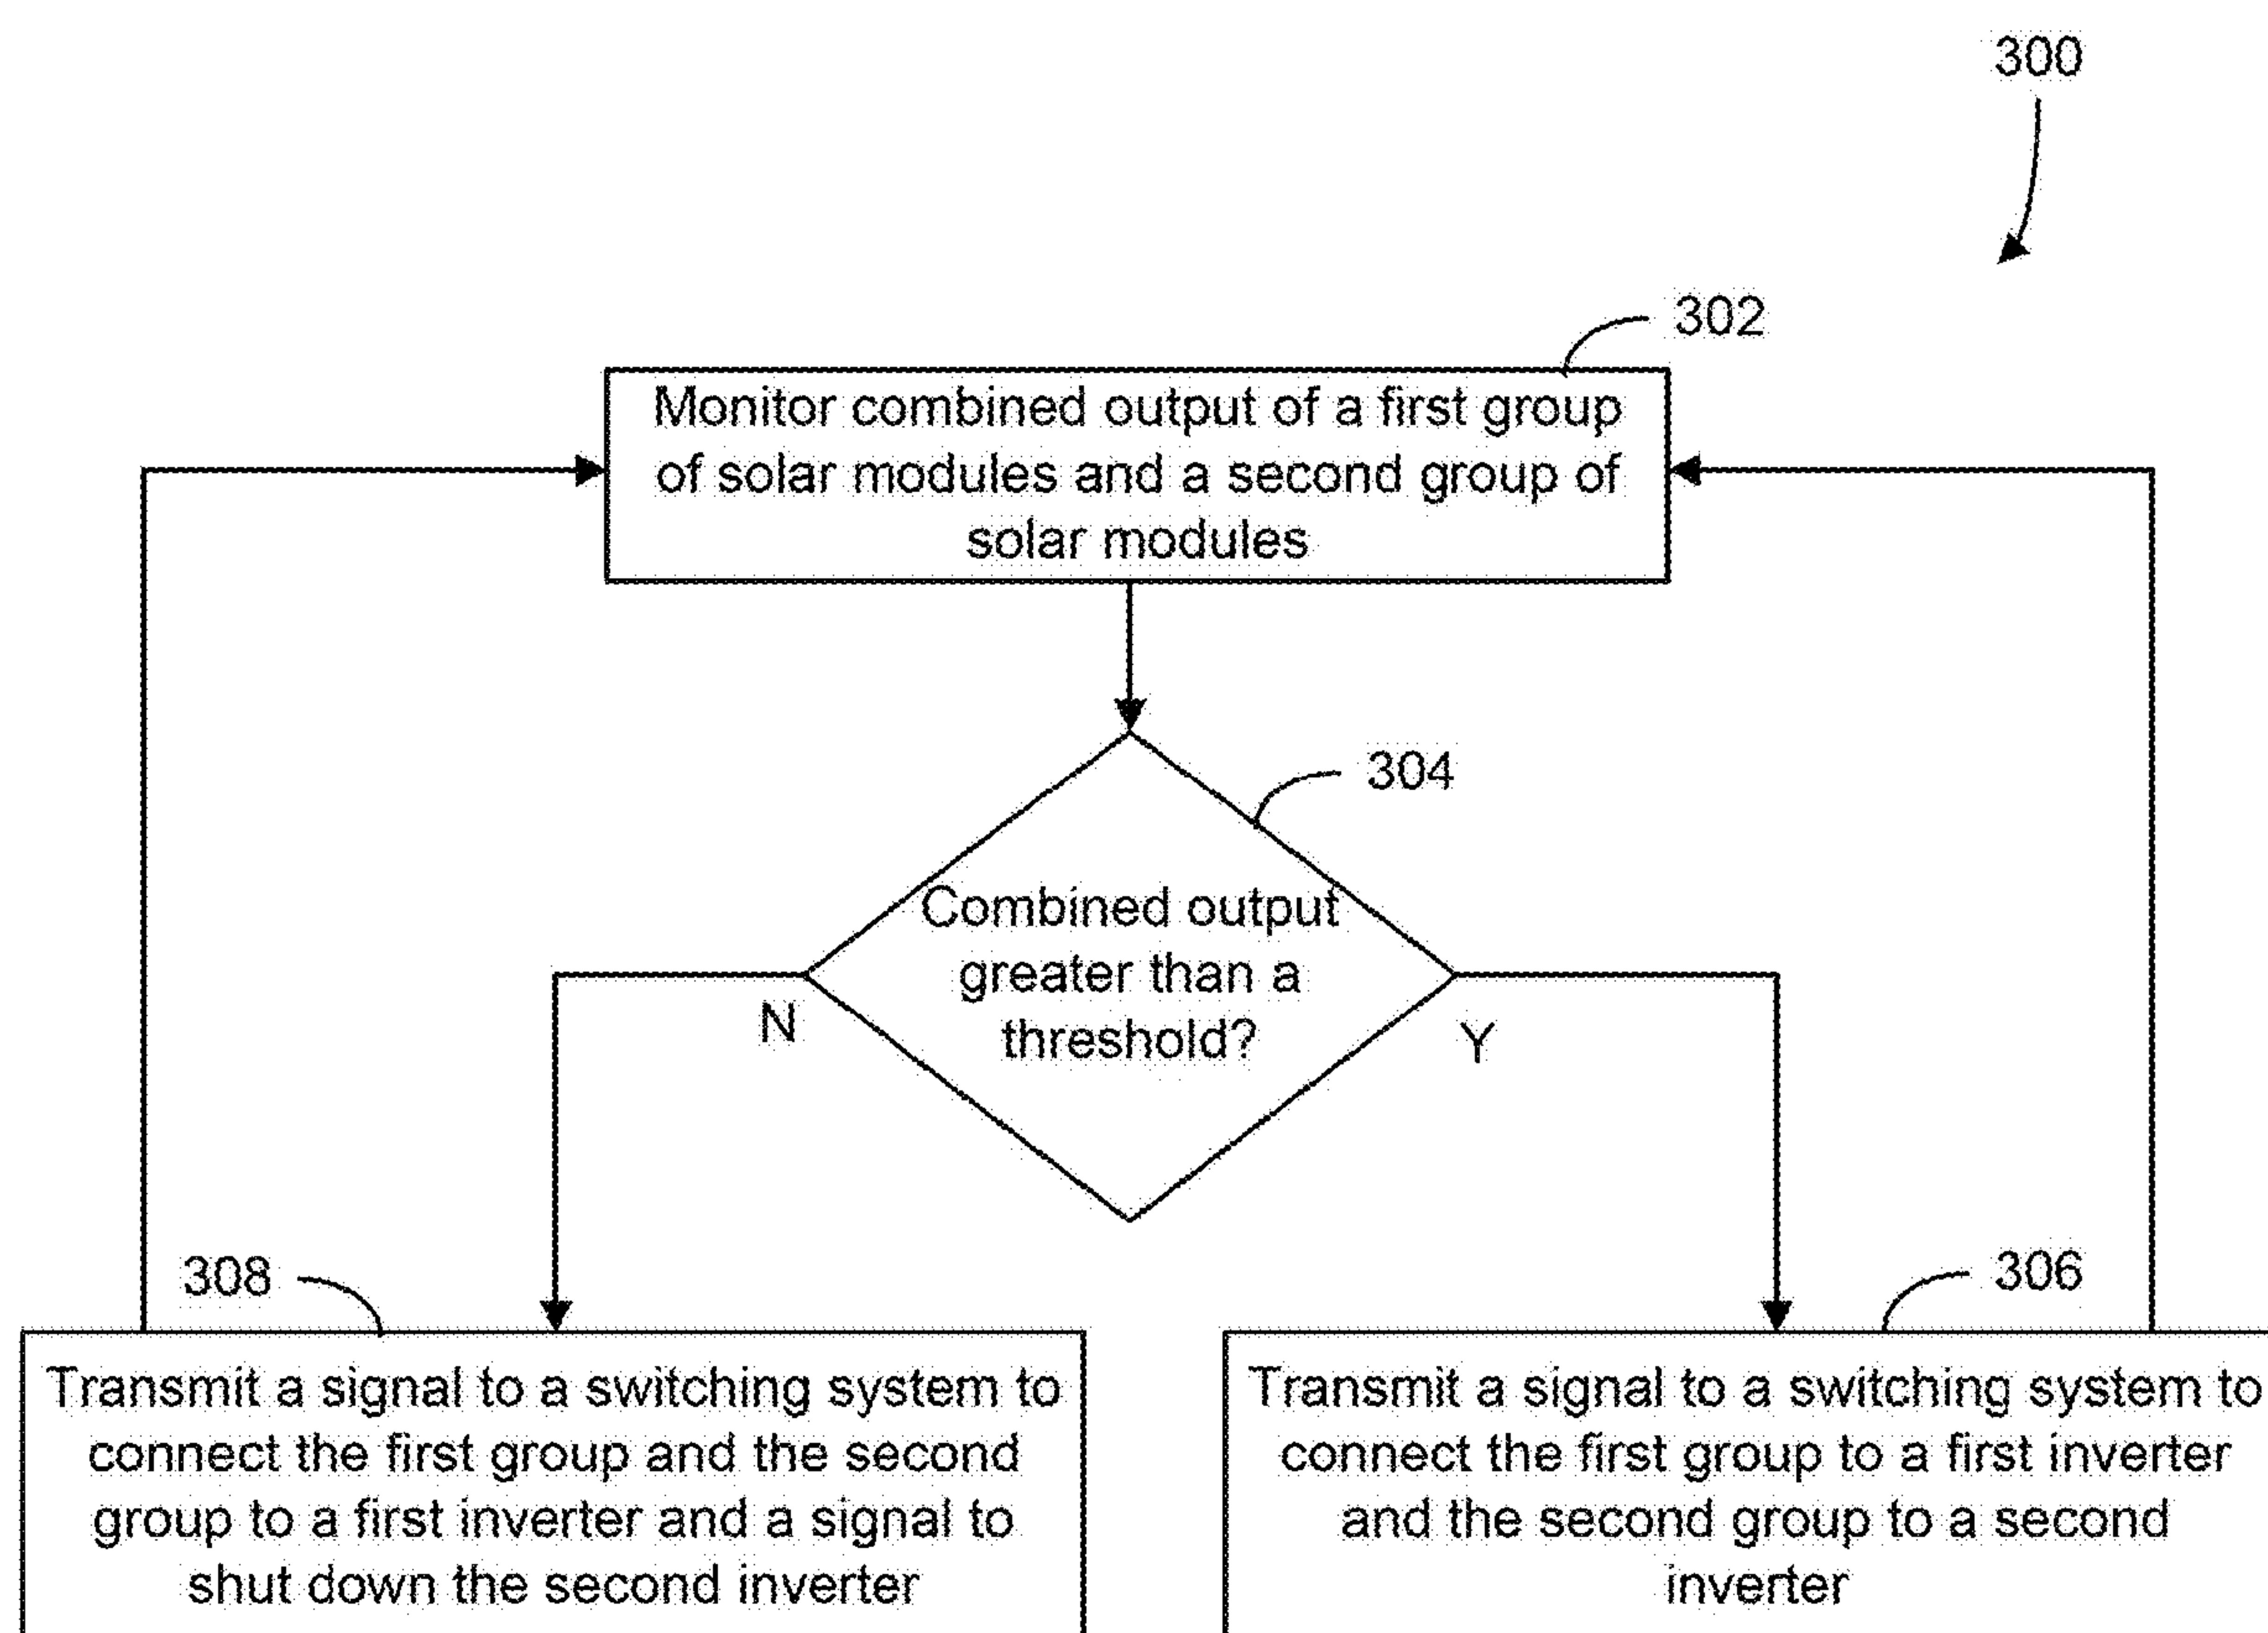 300
302
Monitor combined output of a first group
of solar modules and a second group of
solar modules
304
Combined output
greater than a
threshold?
N
Y
308
306
Transmit a signal to a switching system to
connect the first group and the second
group to a first inverter and a signal to
shut down the second inverter
Transmit a signal to a switching system to
connect the first group to a first inverter
and the second group to a second
inverter